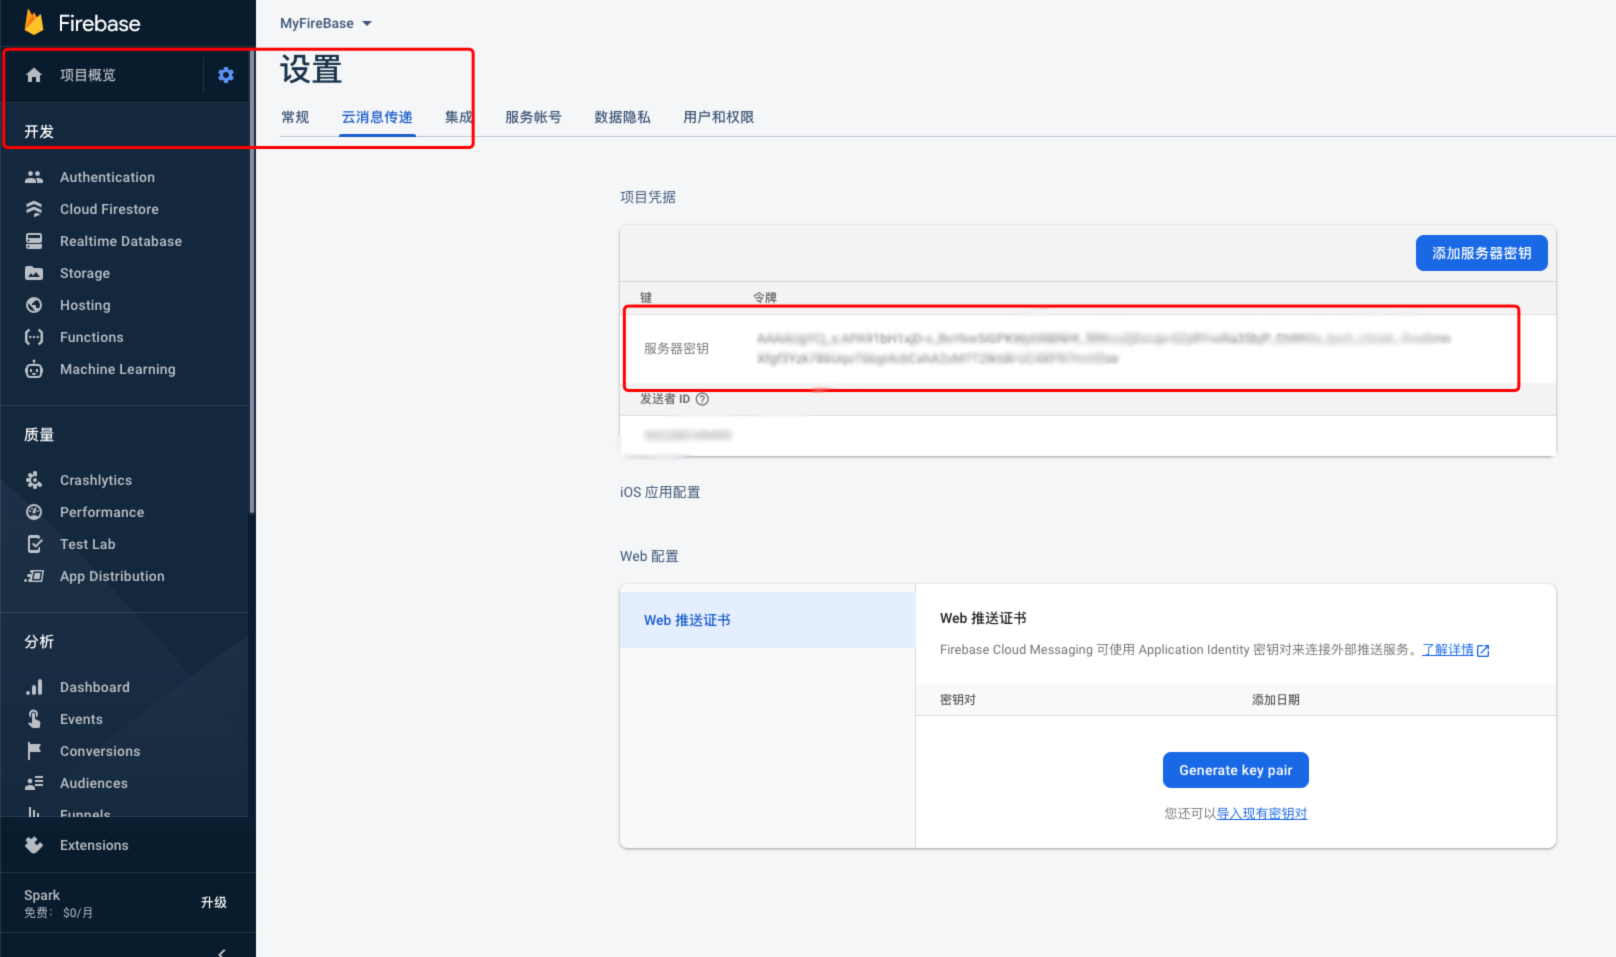 Firebase
项目概览
开发
Authentication
Cloud Firestore
Realtime Database
Storage
Hosting
Functions
Machine Learning
质量
Crashlytics
Performance
Test Lab
App Distribution
分析
Dashboard
Events
Conversions
Audiences
Funnels
Extensions
Spark
免费： $0/月
升级
MyFireBase
设置
常规 云消息传递 集成 服务帐号 数据隐私 用户和权限
项目凭据
添加服务器密钥
键 令牌
服务器密钥
发送者 ID
iOS 应用配置
Web 配置
Web 推送证书
Web 推送证书
Firebase Cloud Messaging 可使用 Application Identity 密钥对来连接外部推送服务。了解详情
密钥对 添加日期
Generate key pair
您还可以导入现有密钥对